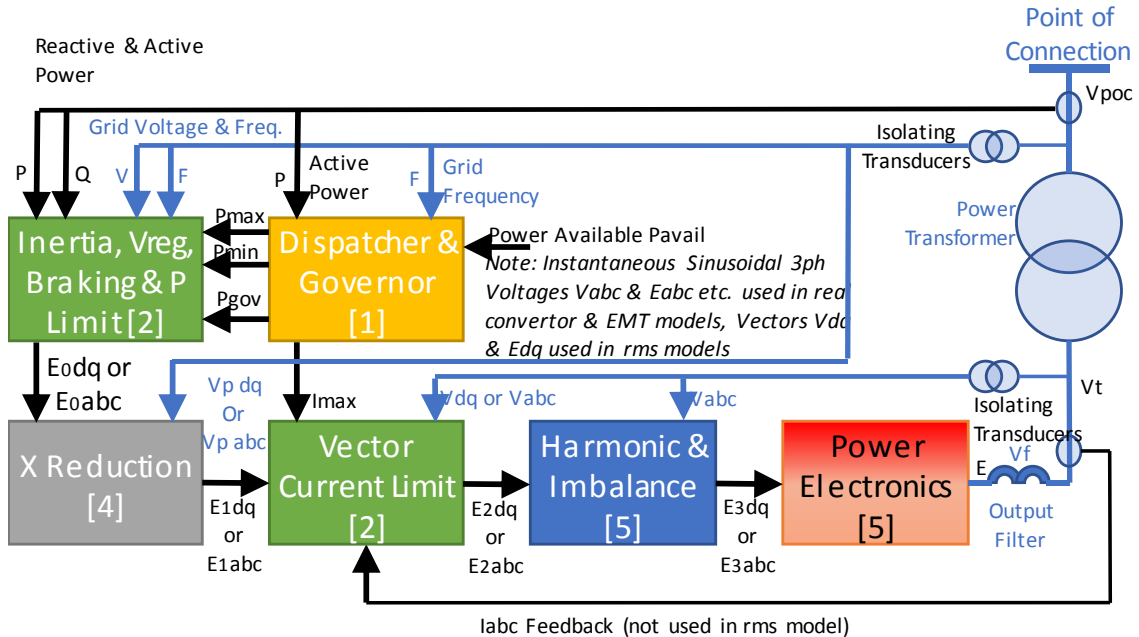 Point of
Connection
Reactive & Active
Power
Vpoc
Grid Voltage & Freq.
Isolating
Transducers
P
Q
V
F
P
Active
Power
F
Grid
Frequency
Power
Transformer
Pmax
Pmin
Pgov
Inertia, Vreg,
Braking & P
Limit [2]
Dispatcher &
Governor
[1]
Power Available Pavail
Note: Instantaneous Sinusoidal 3ph
Voltages Vabc & Eabc etc. used in real
convertor & EMT models, Vectors Vdq
& Edq used in rms models
E0dq or
E0abc
Vp dq
Or
Vp abc
Imax
Vdq or Vabc
Vabc
Isolating
Transducers
Vt
X Reduction
[4]
E1dq
or
E1abc
Vector
Current Limit
[2]
E2dq
or
E2abc
Harmonic &
Imbalance
[5]
E3dq
or
E3abc
Power
Electronics
[5]
E
Vf
Output
Filter
Iabc Feedback (not used in rms model)